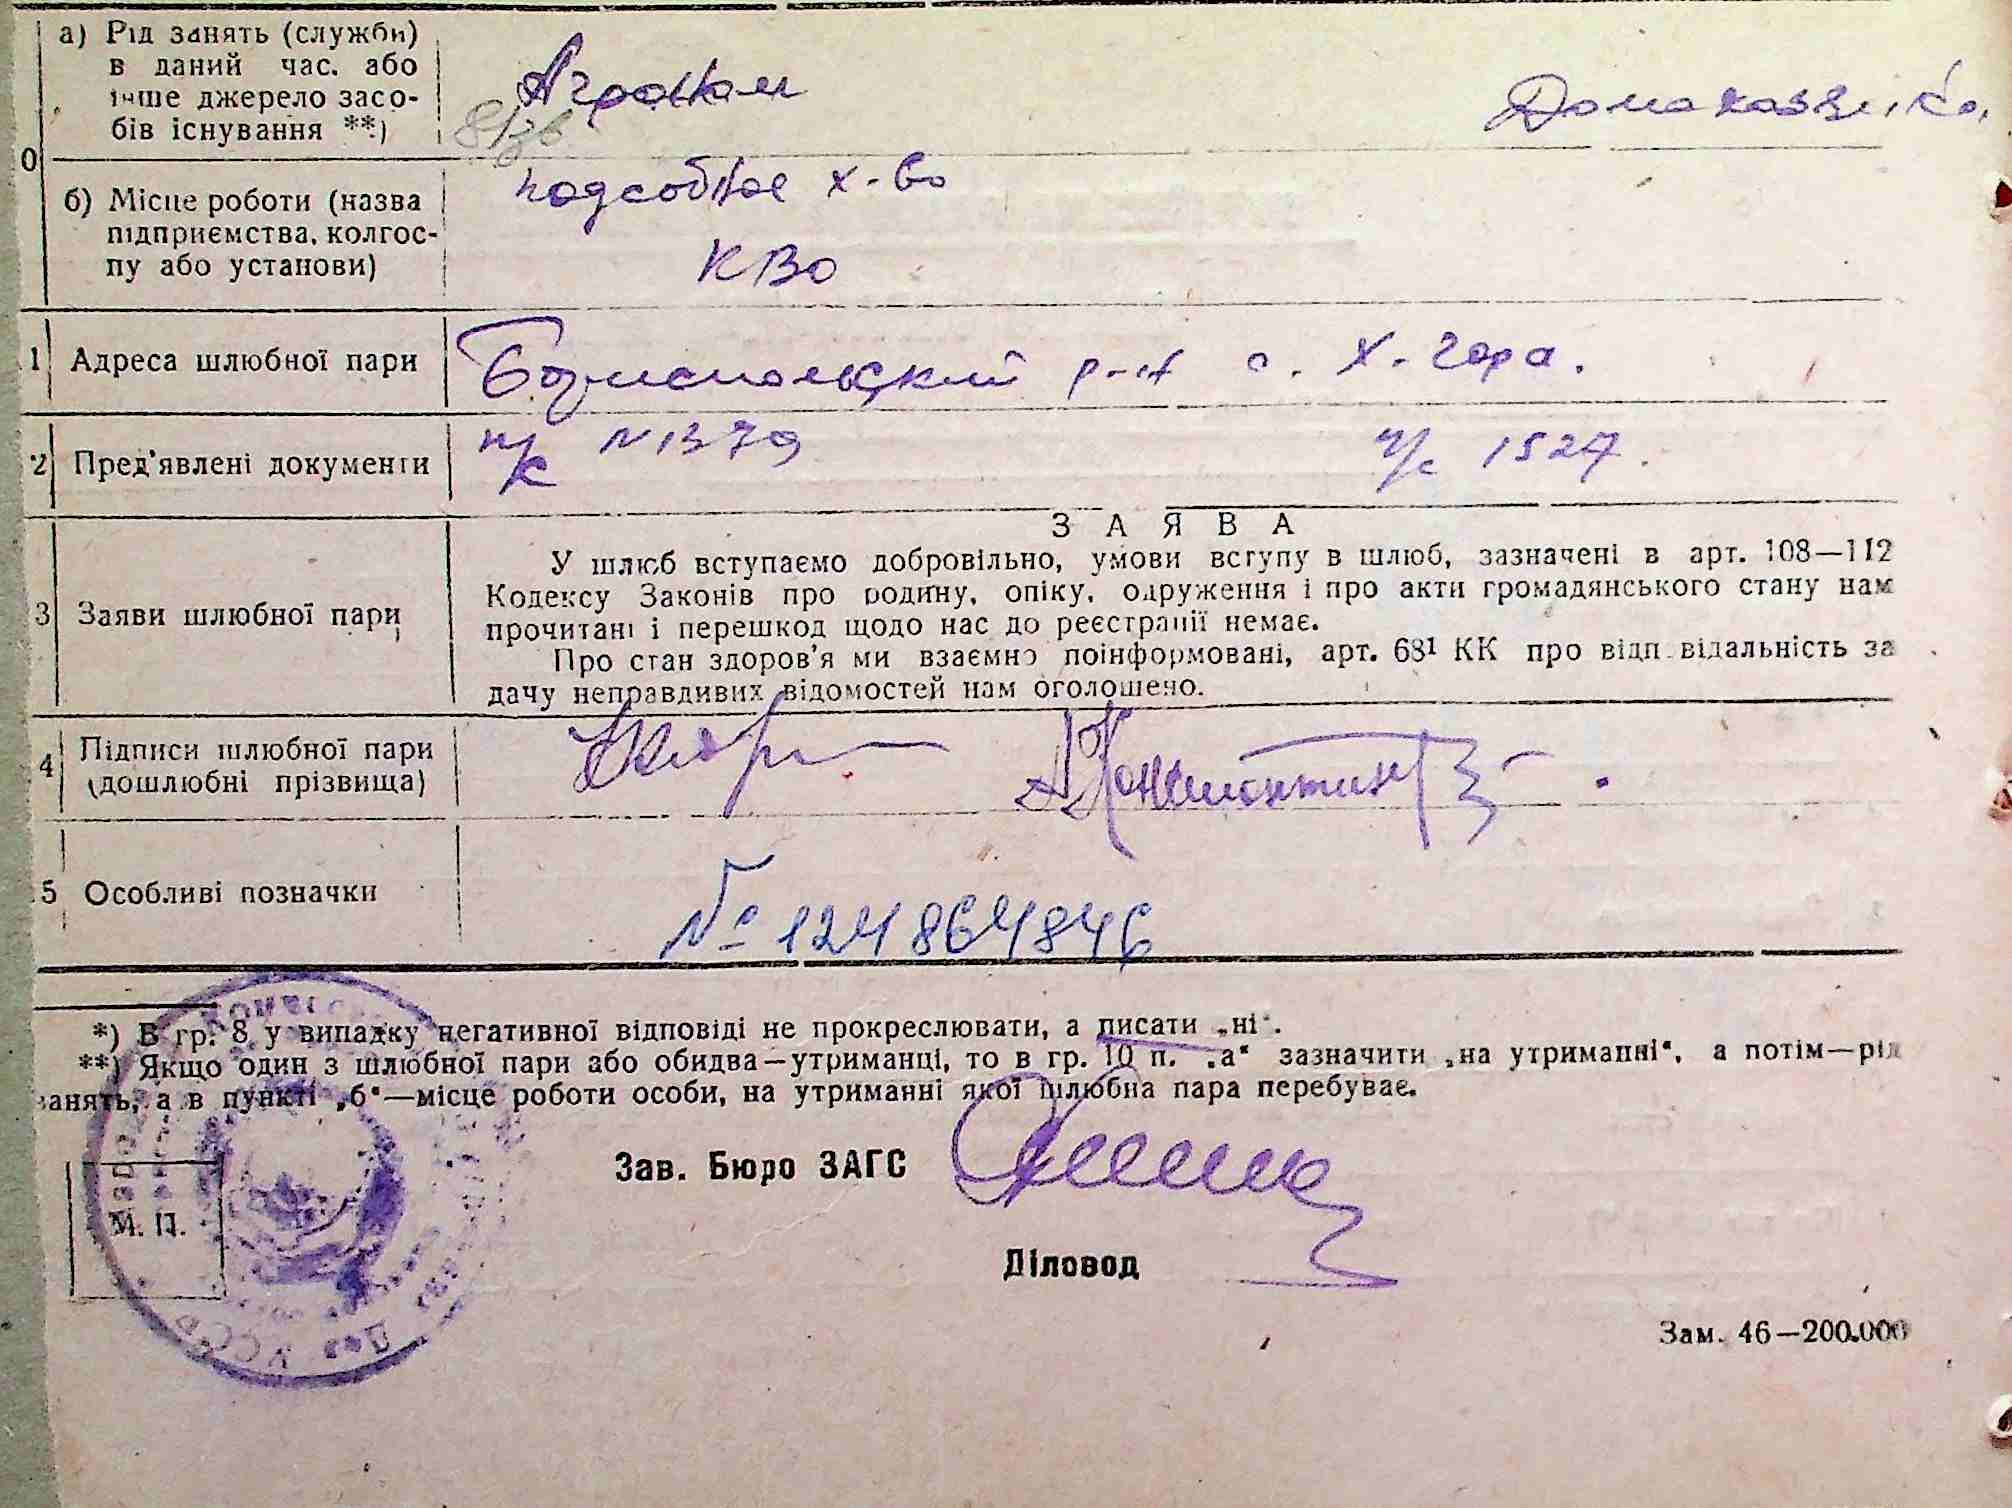 а) Рід занять (служби)
в даний час. або
інше джерело засо-
бів існування **)
Агроном
Домохазяйка.
0
б) Місце роботи (назва
підприємства, колгос-
пу або установи)
подсобное х-во
КВО
1 Адреса шлюбної пари
Бориспольский р-н с. Х-гора.
2 Пред'явлені документи
п/к N 1379
п/с 1527.
3 Заяви шлюбної пари
З А Я В А
У шлюб вступаємо добровільно, умови вступу в шлюб, зазначені в арт. 108—112
Кодексу Законів про родину, опіку, одруження і про акти громадянського стану нам
прочитані і перешкод щодо нас до реєстрації немає.
Про стан здоров'я ми взаємно поінформовані, арт. 68¹ КК про відповідальність за
дачу неправдивих відомостей нам оголошено.
4 Підписи шлюбної пари
(дошлюбні прізвища)
5 Особливі позначки
№ 1248641846
*) В гр. 8 у випадку негативної відповіді не прокреслювати, а писати „ні“.
**) Якщо один з шлюбної пари або обидва—утриманці, то в гр. 10 п. „а“ зазначити „на утриманні“, а потім—рід
занять, а в пункті „б“—місце роботи особи, на утриманні якої шлюбна пара перебуває.
Зав. Бюро ЗАГС
М. П.
Діловод
Зам. 46—200.000